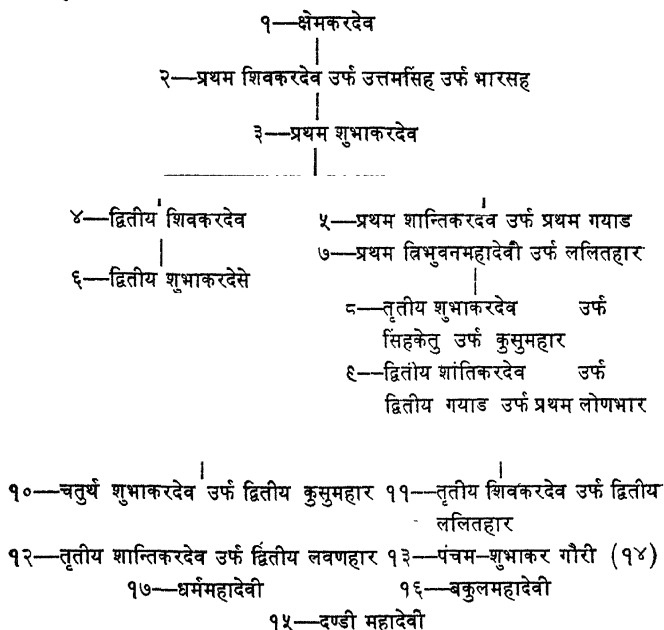 १—क्षेमकरदेव
२—प्रथम शिवकरदेव उर्फ उत्तमसिंह उर्फ भारसह
३—प्रथम शुभाकरदेव
४—द्वितीय शिवकरदेव ५—प्रथम शान्तिकरदव उर्फ प्रथम गयाड
७—प्रथम त्रिभुवनमहादेवी उर्फ ललितहार
६—द्वितीय शुभाकरदेसे
८—तृतीय शुभाकरदेव उर्फ
सिंहकेतु उर्फ कुसुमहार
९—द्वितीय शांतिकरदेव उर्फ
द्वितीय गयाड उर्फ प्रथम लोणभार
१०—चतुर्थ शुभाकरदेव उर्फ द्वितीय कुसुमहार ११—तृतीय शिवकरदेव उर्फ द्वितीय
ललितहार
१२—तृतीय शान्तिकरदेव उर्फ द्वितीय लवणहार १३—पंचम–शुभाकर गौरी (१४)
१७—धर्ममहादेवी १६—बकुलमहादेवी
१५—दण्डी महादेवी